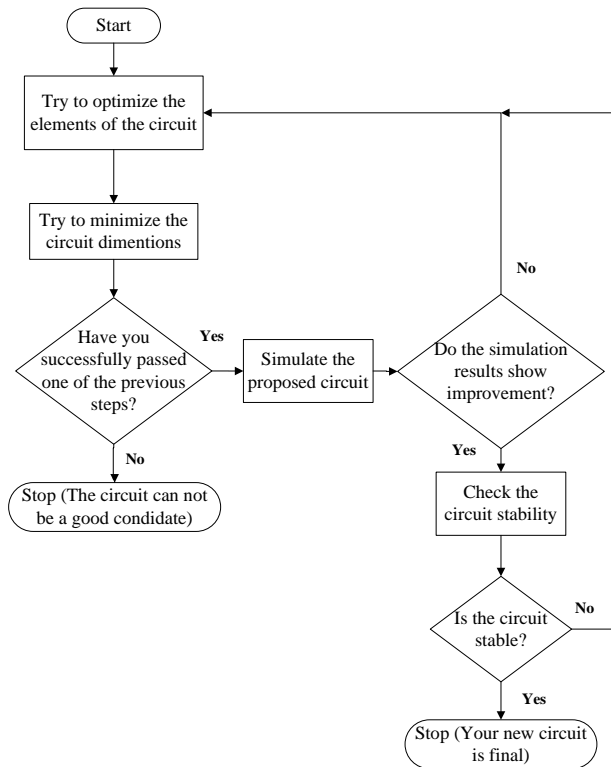 Start
Try to optimize the
elements of the circuit
Try to minimize the
circuit dimentions
Have you
successfully passed
one of the previous
steps?
Yes
No
Stop (The circuit can not
be a good condidate)
Simulate the
proposed circuit
Do the simulation
results show
improvement?
No
Yes
Check the
circuit stability
Is the circuit
stable?
No
Yes
Stop (Your new circuit
is final)